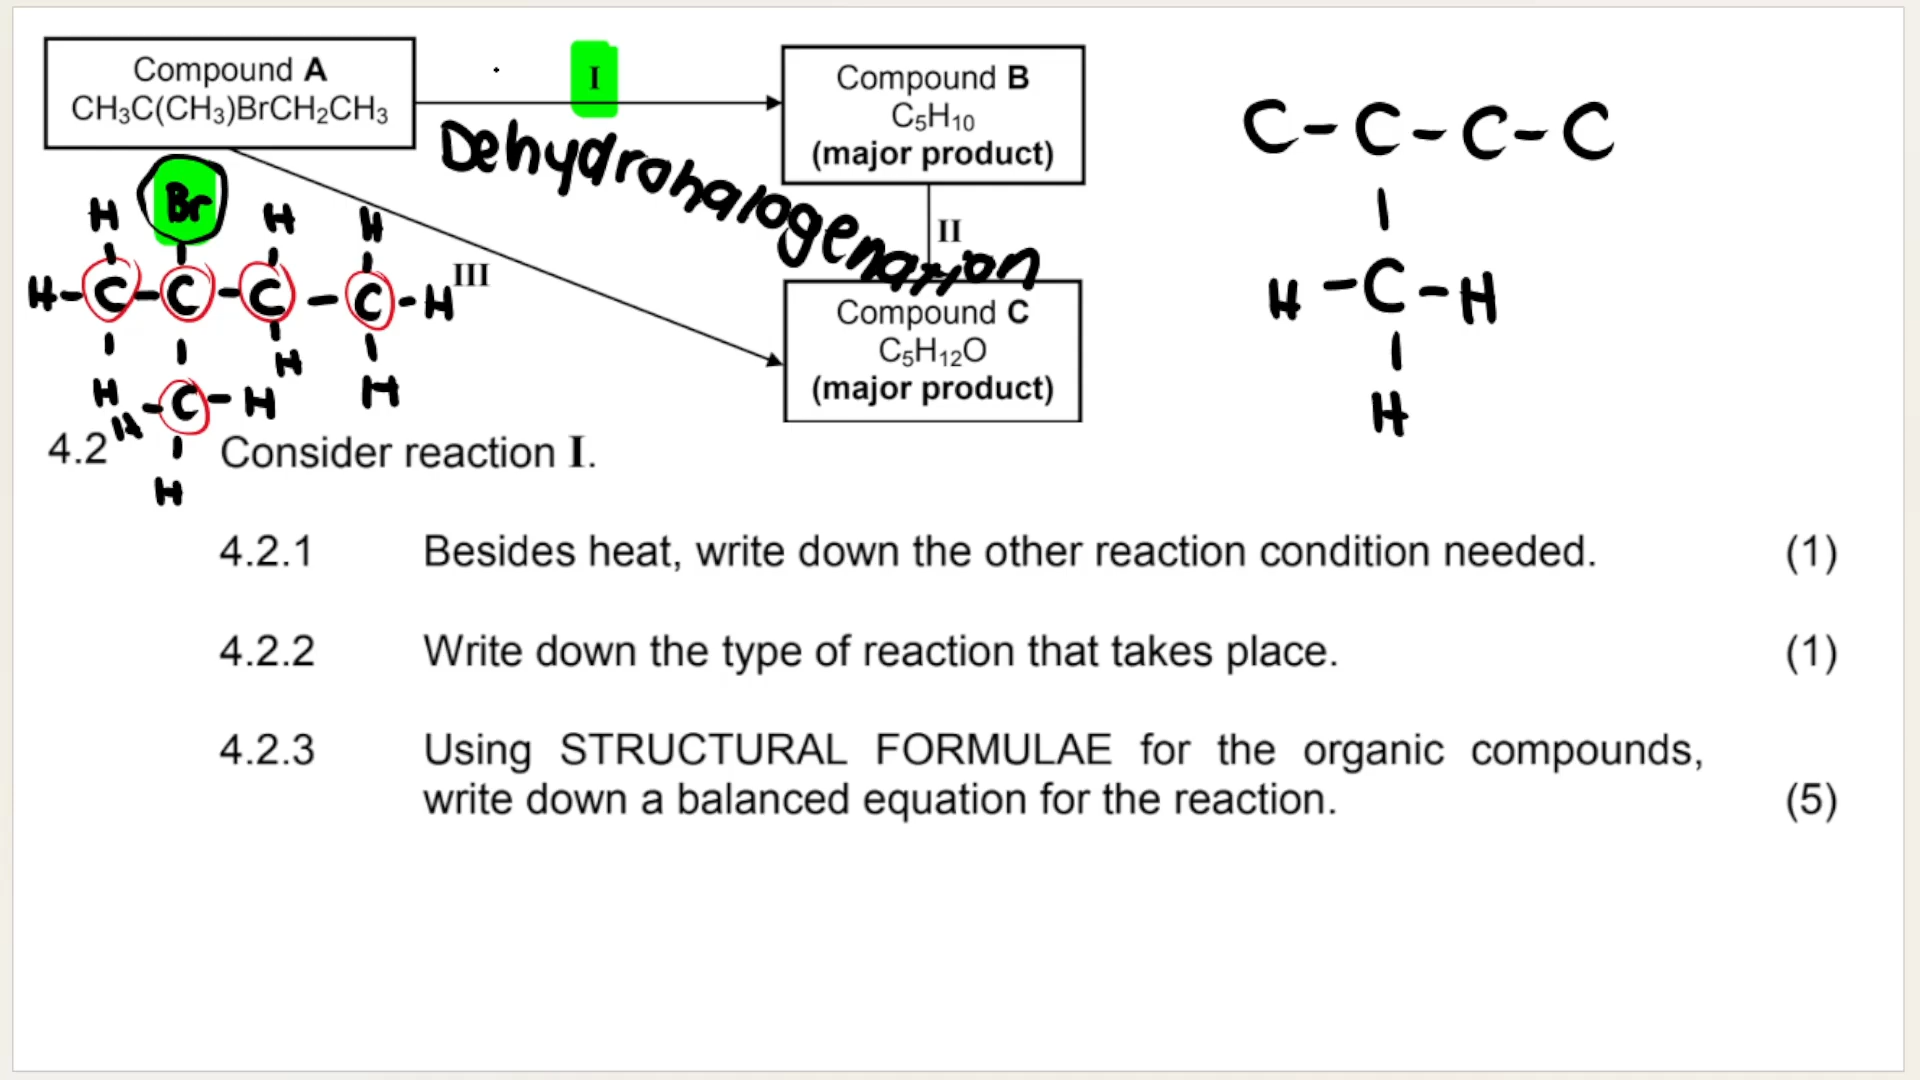 Compound A
CH₃C(CH₃)BrCH₂CH₃
I
Compound B
C₅H₁₀
(major product)
Dehydrohalogenation
II
III
Compound C
C₅H₁₂O
(major product)
H Br H H
H-C-C-C-C-H
H H H
-C-H
H
H
C-C-C-C
H-C-H
H
4.2 Consider reaction I.
4.2.1 Besides heat, write down the other reaction condition needed. (1)
4.2.2 Write down the type of reaction that takes place. (1)
4.2.3 Using STRUCTURAL FORMULAE for the organic compounds,
write down a balanced equation for the reaction. (5)